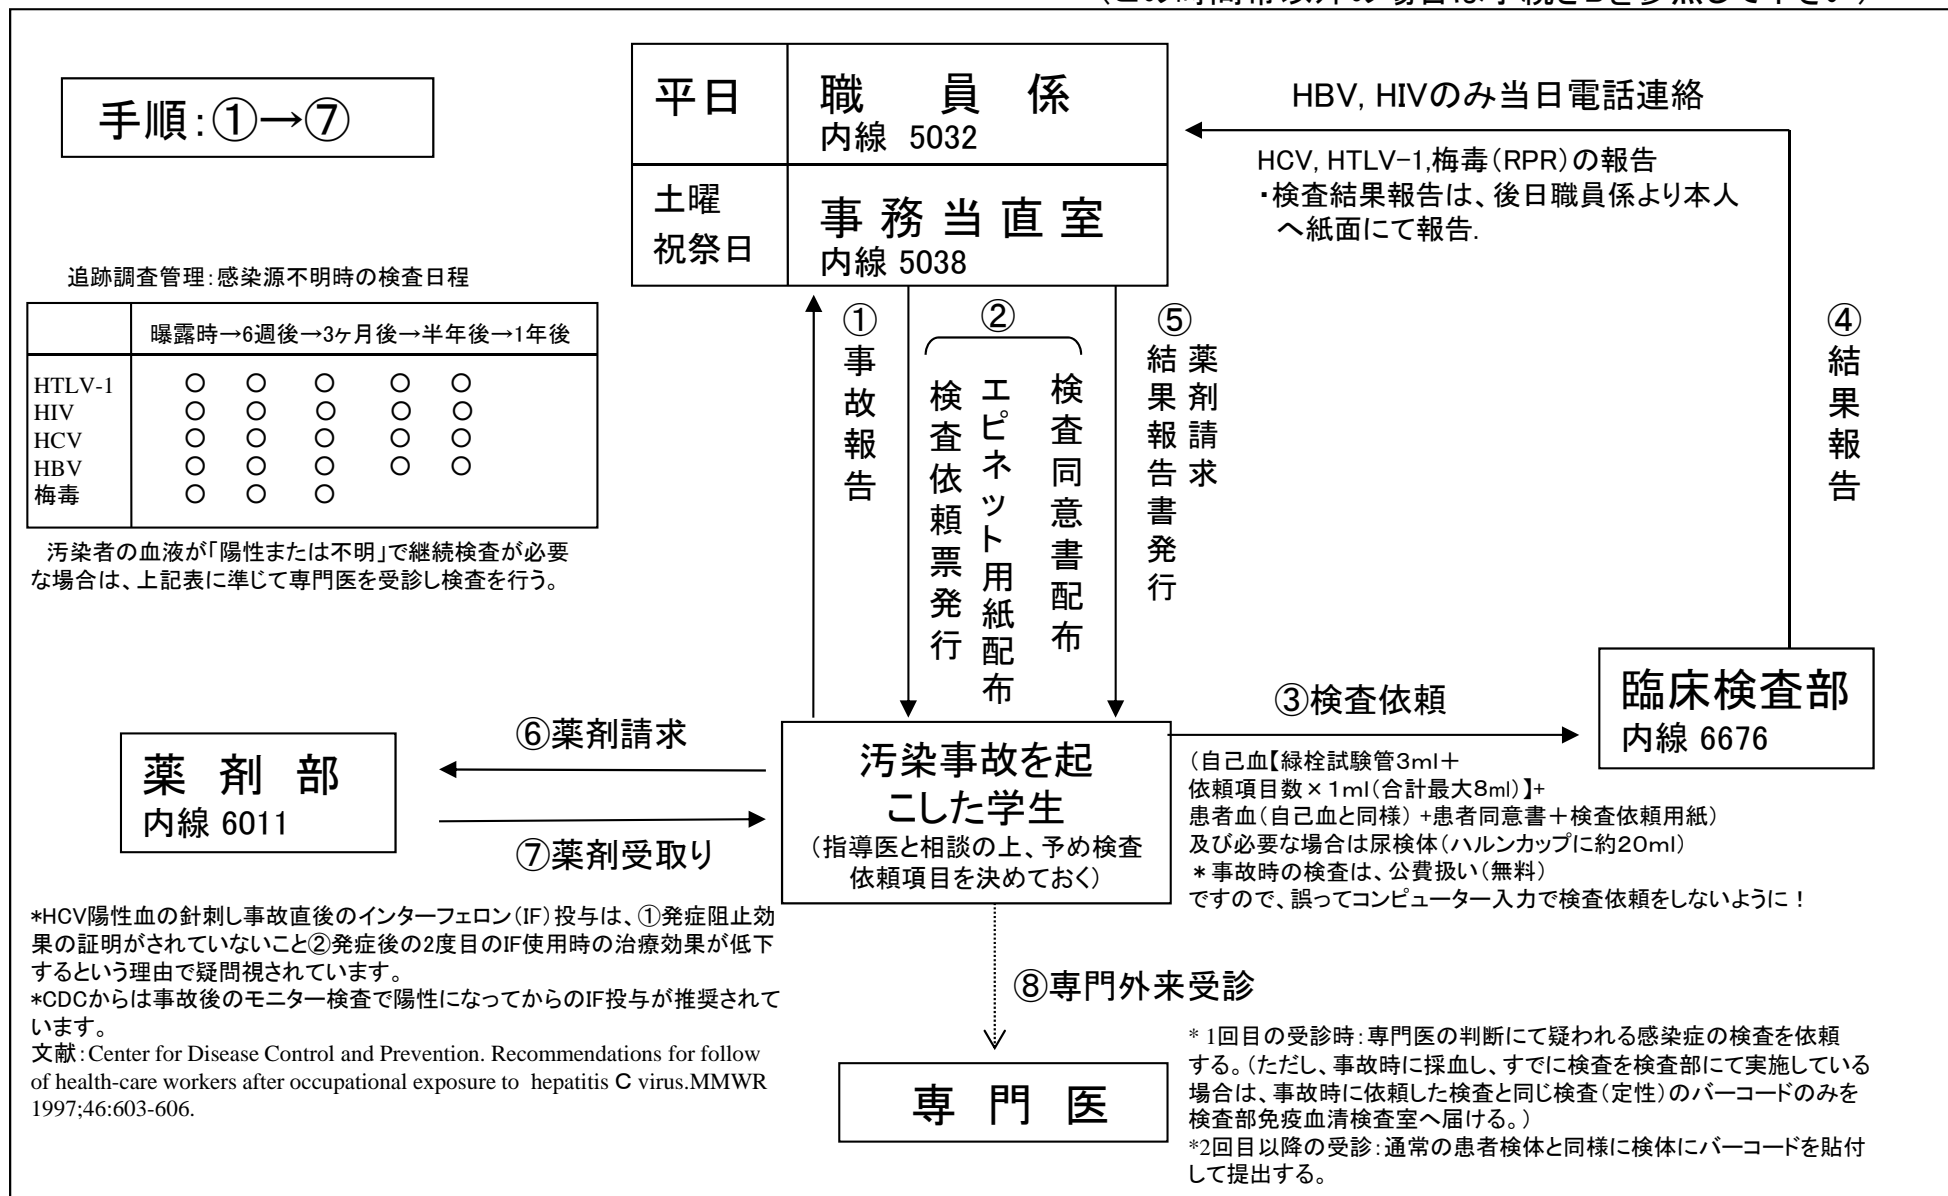 (この時間帯以外の場合は手続きBを参照して下さい)
手順：①→⑦
平日
職員係
内線 5032
土曜
祝祭日
事務当直室
内線 5038
HBV, HIVのみ当日電話連絡
HCV, HTLV-1,梅毒(RPR)の報告
・検査結果報告は、後日職員係より本人
へ紙面にて報告.
追跡調査管理：感染源不明時の検査日程
曝露時→6週後→3ヶ月後→半年後→1年後
HTLV-1 ○ ○ ○ ○ ○
HIV ○ ○ ○ ○ ○
HCV ○ ○ ○ ○ ○
HBV ○ ○ ○ ○ ○
梅毒 ○ ○ ○
汚染者の血液が「陽性または不明」で継続検査が必要
な場合は、上記表に準じて専門医を受診し検査を行う。
①事故報告
②
検査依頼票発行
エピネット用紙配布
検査同意書配布
⑤
結果報告書発行
薬剤請求
④結果報告
臨床検査部
内線 6676
③検査依頼
(自己血【緑栓試験管3ml＋
依頼項目数×1ml(合計最大8ml)】+
患者血(自己血と同様) +患者同意書＋検査依頼用紙)
及び必要な場合は尿検体(ハルンカップに約20ml)
＊事故時の検査は、公費扱い(無料)
ですので、誤ってコンピューター入力で検査依頼をしないように！
汚染事故を起
こした学生
(指導医と相談の上、予め検査
依頼項目を決めておく)
⑥薬剤請求
⑦薬剤受取り
薬剤部
内線 6011
*HCV陽性血の針刺し事故直後のインターフェロン(IF)投与は、①発症阻止効
果の証明がされていないこと②発症後の2度目のIF使用時の治療効果が低下
するという理由で疑問視されています。
*CDCからは事故後のモニター検査で陽性になってからのIF投与が推奨されて
います。
文献：Center for Disease Control and Prevention. Recommendations for follow
of health-care workers after occupational exposure to hepatitis C virus.MMWR
1997;46:603-606.
⑧専門外来受診
専門医
* 1回目の受診時：専門医の判断にて疑われる感染症の検査を依頼
する。(ただし、事故時に採血し、すでに検査を検査部にて実施している
場合は、事故時に依頼した検査と同じ検査(定性)のバーコードのみを
検査部免疫血清検査室へ届ける。)
*2回目以降の受診：通常の患者検体と同様に検体にバーコードを貼付
して提出する。